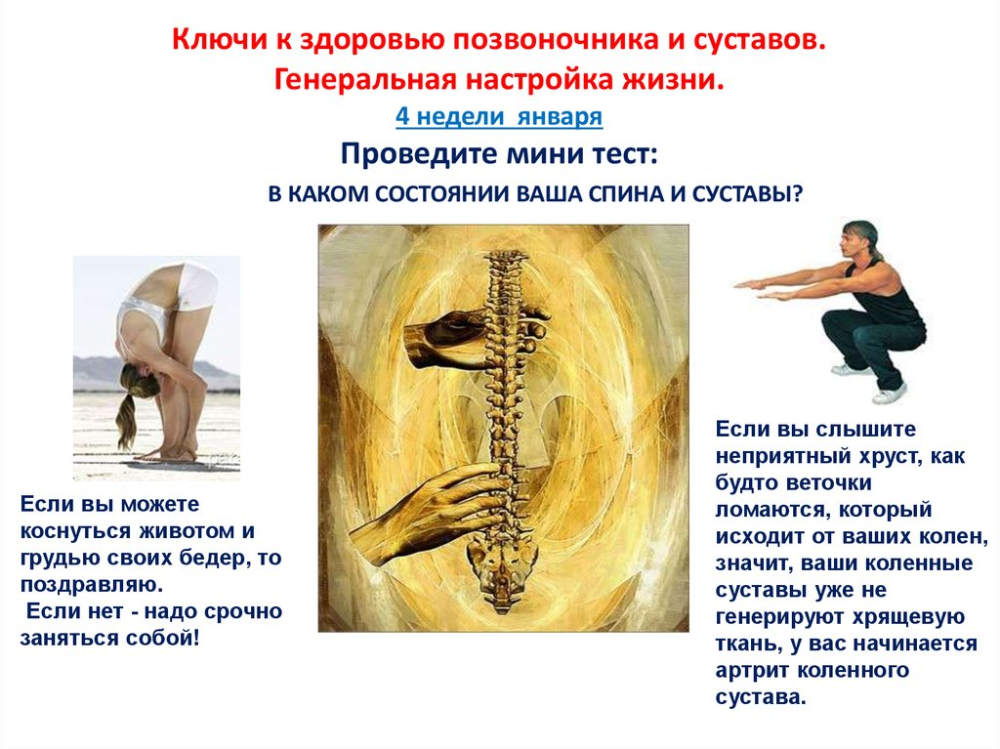 Ключи к здоровью позвоночника и суставов.
Генеральная настройка жизни.
4 недели января
Проведите мини тест:
В КАКОМ СОСТОЯНИИ ВАША СПИНА И СУСТАВЫ?
Если вы можете
коснуться животом и
грудью своих бедер, то
поздравляю.
Если нет - надо срочно
заняться собой!
Если вы слышите
неприятный хруст, как
будто веточки
ломаются, который
исходит от ваших колен,
значит, ваши коленные
суставы уже не
генерируют хрящевую
ткань, у вас начинается
артрит коленного
сустава.